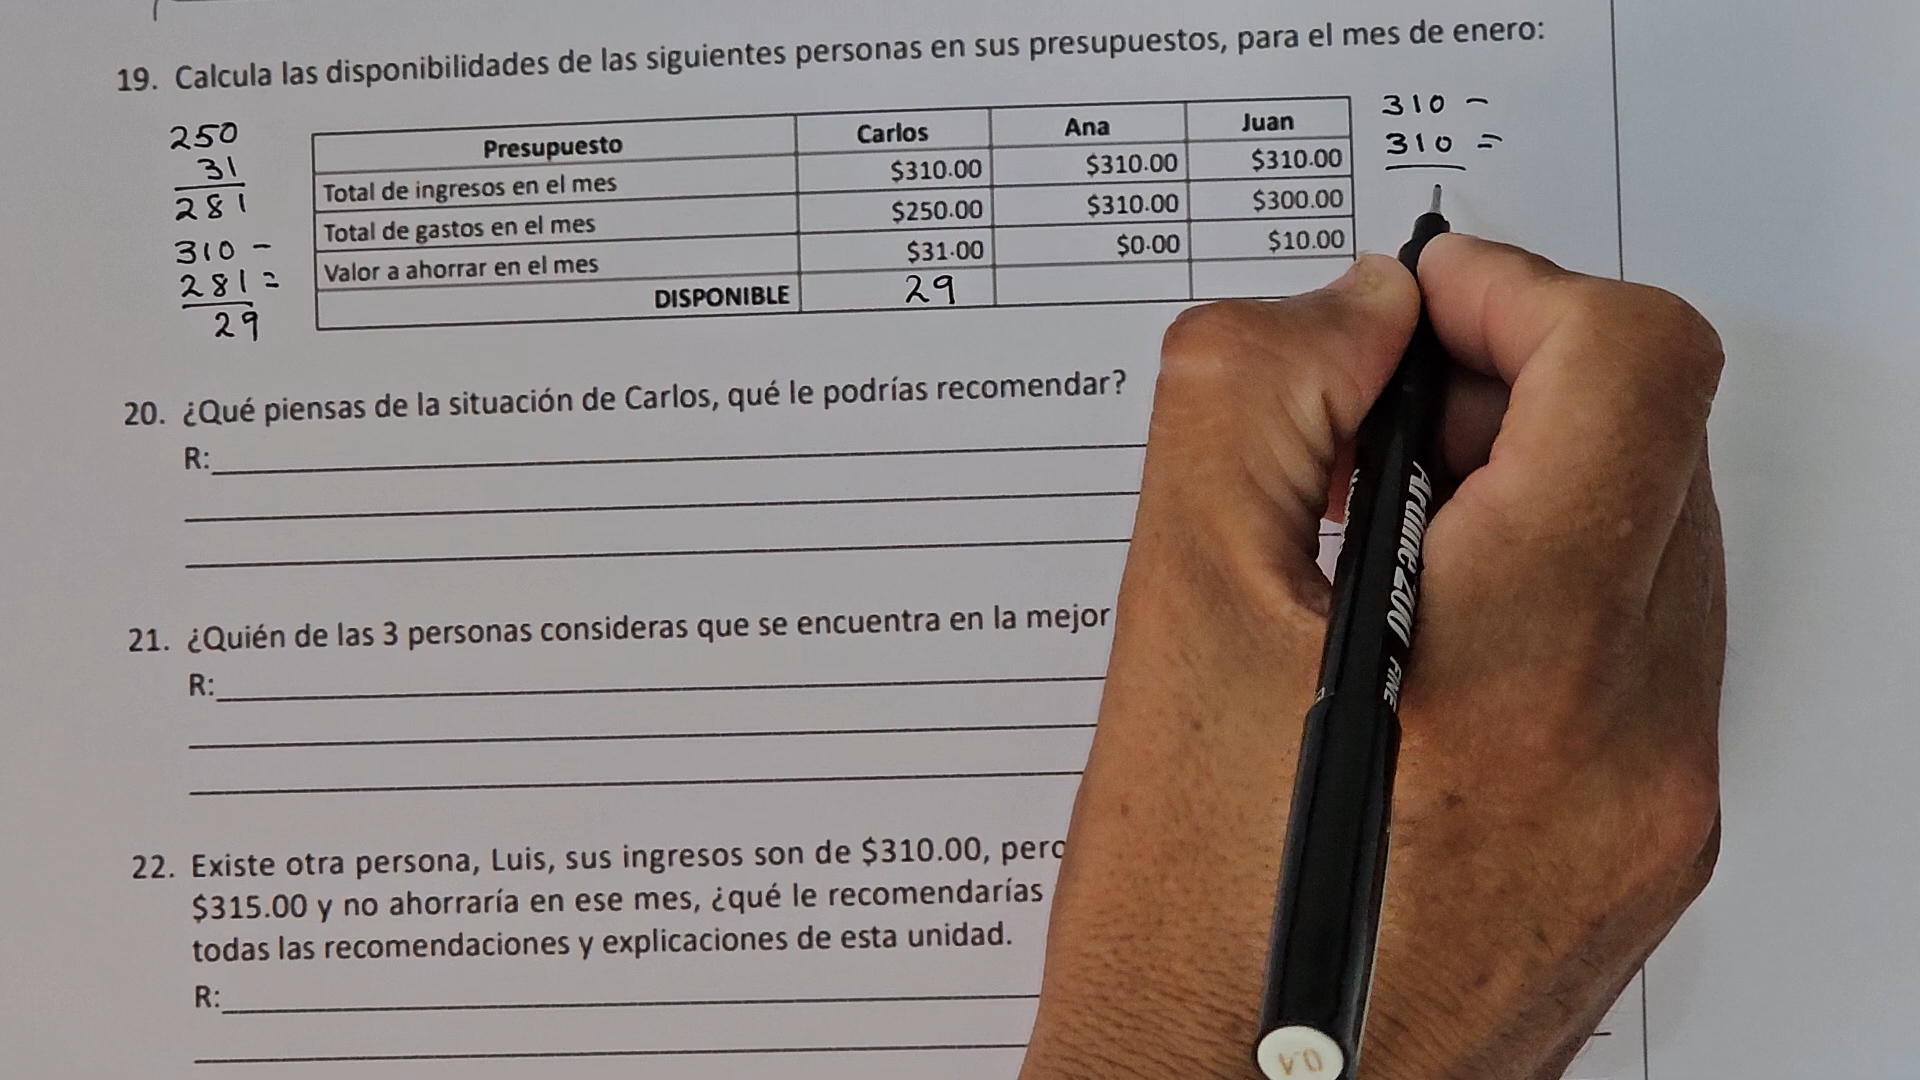 19. Calcula las disponibilidades de las siguientes personas en sus presupuestos, para el mes de enero:
250
31
281
310 -
281 =
29
Presupuesto Carlos Ana Juan
Total de ingresos en el mes $310.00 $310.00 $310.00
Total de gastos en el mes $250.00 $310.00 $300.00
Valor a ahorrar en el mes $31.00 $0.00 $10.00
DISPONIBLE 29
310 -
310 =
20. ¿Qué piensas de la situación de Carlos, qué le podrías recomendar?
R:
21. ¿Quién de las 3 personas consideras que se encuentra en la mejor
R:
22. Existe otra persona, Luis, sus ingresos son de $310.00, pero
$315.00 y no ahorraría en ese mes, ¿qué le recomendarías
todas las recomendaciones y explicaciones de esta unidad.
R:
Artline 200 FINE
0.4